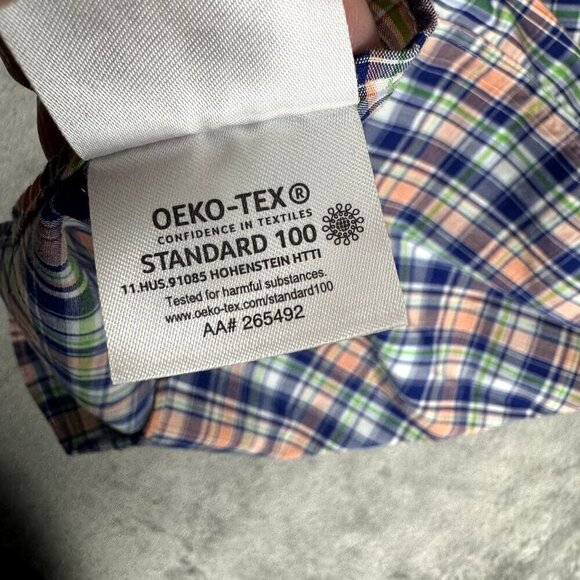 OEKO-TEX®
CONFIDENCE IN TEXTILES
STANDARD 100
11.HUS.91085 HOHENSTEIN HTTI
Tested for harmful substances.
www.oeko-tex.com/standard100
AA# 265492